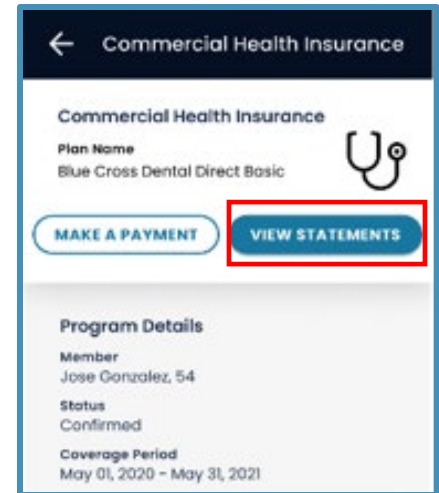 Commercial Health Insurance
Commercial Health Insurance
Plan Name
Blue Cross Dental Direct Basic
MAKE A PAYMENT VIEW STATEMENTS
Program Details
Member
Jose Gonzalez, 54
Status
Confirmed
Coverage Period
May 01, 2020 - May 31, 2021